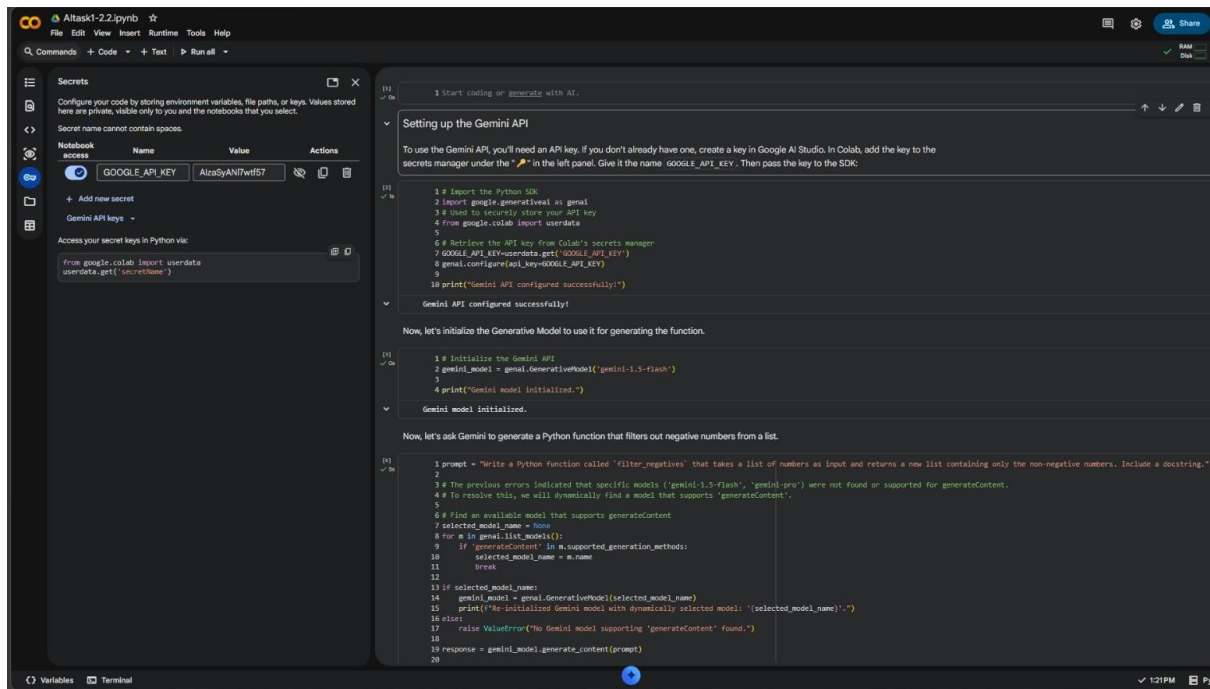 AItask1-2.2.ipynb
File Edit View Insert Runtime Tools Help
Share
Commands + Code + Text Run all
RAM
Disk
Secrets
Configure your code by storing environment variables, file paths, or keys. Values stored
here are private, visible only to you and the notebooks that you select.
Secret name cannot contain spaces.
Notebook access Name Value Actions
GOOGLE_API_KEY AIzaSyANI7wtf57
+ Add new secret
Gemini API keys
Access your secret keys in Python via:
from google.colab import userdata
userdata.get('secretName')
[1]
0s
1 Start coding or generate with AI.
Setting up the Gemini API
To use the Gemini API, you'll need an API key. If you don't already have one, create a key in Google AI Studio. In Colab, add the key to the
secrets manager under the "🔑" in the left panel. Give it the name GOOGLE_API_KEY. Then pass the key to the SDK:
[2]
1s
1 # Import the Python SDK
2 import google.generativeai as genai
3 # Used to securely store your API key
4 from google.colab import userdata
5
6 # Retrieve the API key from Colab's secrets manager
7 GOOGLE_API_KEY=userdata.get('GOOGLE_API_KEY')
8 genai.configure(api_key=GOOGLE_API_KEY)
9
10 print("Gemini API configured successfully!")
Gemini API configured successfully!
Now, let's initialize the Generative Model to use it for generating the function.
[3]
0s
1 # Initialize the Gemini API
2 gemini_model = genai.GenerativeModel('gemini-1.5-flash')
3
4 print("Gemini model initialized.")
Gemini model initialized.
Now, let's ask Gemini to generate a Python function that filters out negative numbers from a list.
1 prompt = "Write a Python function called `filter_negatives` that takes a list of numbers as input and returns a new list containing only the non-negative numbers. Include a docstring."
2
3 # The previous errors indicated that specific models ('gemini-1.5-flash', 'gemini-pro') were not found or supported for generateContent.
4 # To resolve this, we will dynamically find a model that supports 'generateContent'.
5
6 # Find an available model that supports generateContent
7 selected_model_name = None
8 for m in genai.list_models():
9 if 'generateContent' in m.supported_generation_methods:
10 selected_model_name = m.name
11 break
12
13 if selected_model_name:
14 gemini_model = genai.GenerativeModel(selected_model_name)
15 print(f"Re-initialized Gemini model with dynamically selected model: '{selected_model_name}'.")
16 else:
17 raise ValueError("No Gemini model supporting 'generateContent' found.")
18
19 response = gemini_model.generate_content(prompt)
20
Variables Terminal
1:21 PM